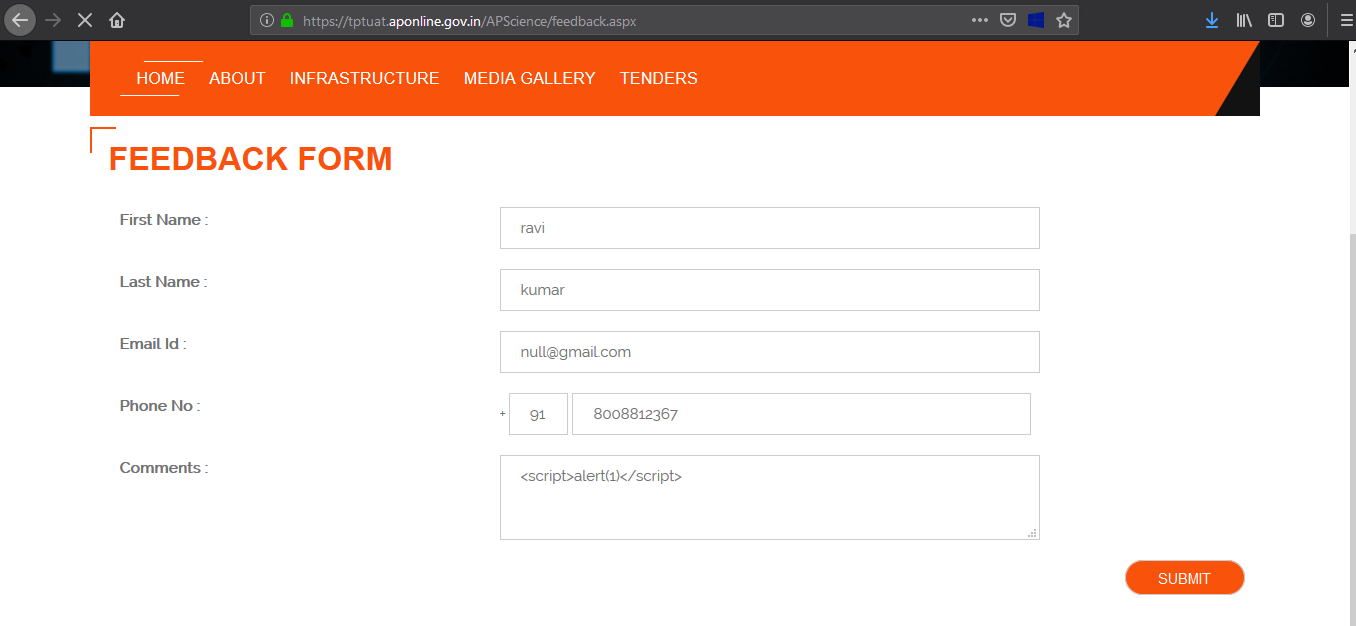 https://tptuat.aponline.gov.in/APScience/feedback.aspx
HOME ABOUT INFRASTRUCTURE MEDIA GALLERY TENDERS
FEEDBACK FORM
First Name : ravi
Last Name : kumar
Email Id : null@gmail.com
Phone No : + 91 8008812367
Comments : <script>alert(1)</script>
SUBMIT